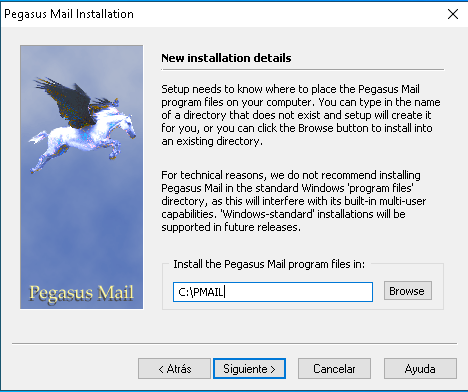 Pegasus Mail Installation
New installation details
Setup needs to know where to place the Pegasus Mail
program files on your computer. You can type in the name
of a directory that does not exist and setup will create it
for you, or you can click the Browse button to install into
an existing directory.
For technical reasons, we do not recommend installing
Pegasus Mail in the standard Windows 'program files'
directory, as this will interfere with its built-in multi-user
capabilities. 'Windows-standard' installations will be
supported in future releases.
Install the Pegasus Mail program files in:
C:\PMAIL
Browse
Pegasus Mail
< Atrás
Siguiente >
Cancelar
Ayuda